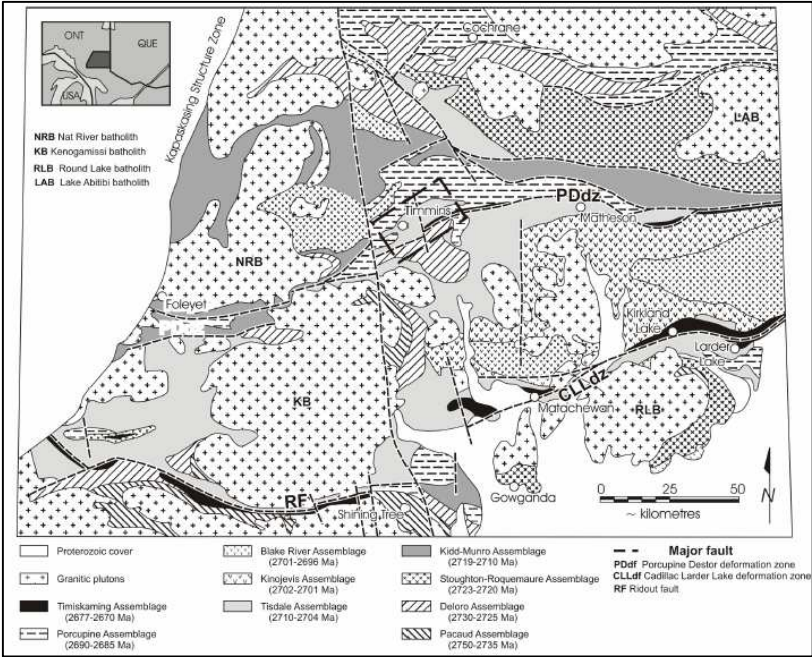 ONT
QUE
USA
Kapaskasing Structure Zone
Cochrane
NRB Nat River batholith
KB Kenogamissi batholith
RLB Round Lake batholith
LAB Lake Abitibi batholith
LAB
PDdz
Timmins
Matheson
NRB
Foleyet
PDdz
Kirkland
Lake
Larder
Lake
KB
CLLdz
Matachewan
RLB
RF
Gowganda
Shining Tree
0 25 50
~ kilometres
N
Proterozoic cover
Granitic plutons
Timiskaming Assemblage
(2677-2670 Ma)
Porcupine Assemblage
(2690-2685 Ma)
Blake River Assemblage
(2701-2696 Ma)
Kinojevis Assemblage
(2702-2701 Ma)
Tisdale Assemblage
(2710-2704 Ma)
Kidd-Munro Assemblage
(2719-2710 Ma)
Stoughton-Roquemaure Assemblage
(2723-2720 Ma)
Deloro Assemblage
(2730-2725 Ma)
Pacaud Assemblage
(2750-2735 Ma)
Major fault
PDdf Porcupine Destor deformation zone
CLLdf Cadillac Larder Lake deformation zone
RF Ridout fault